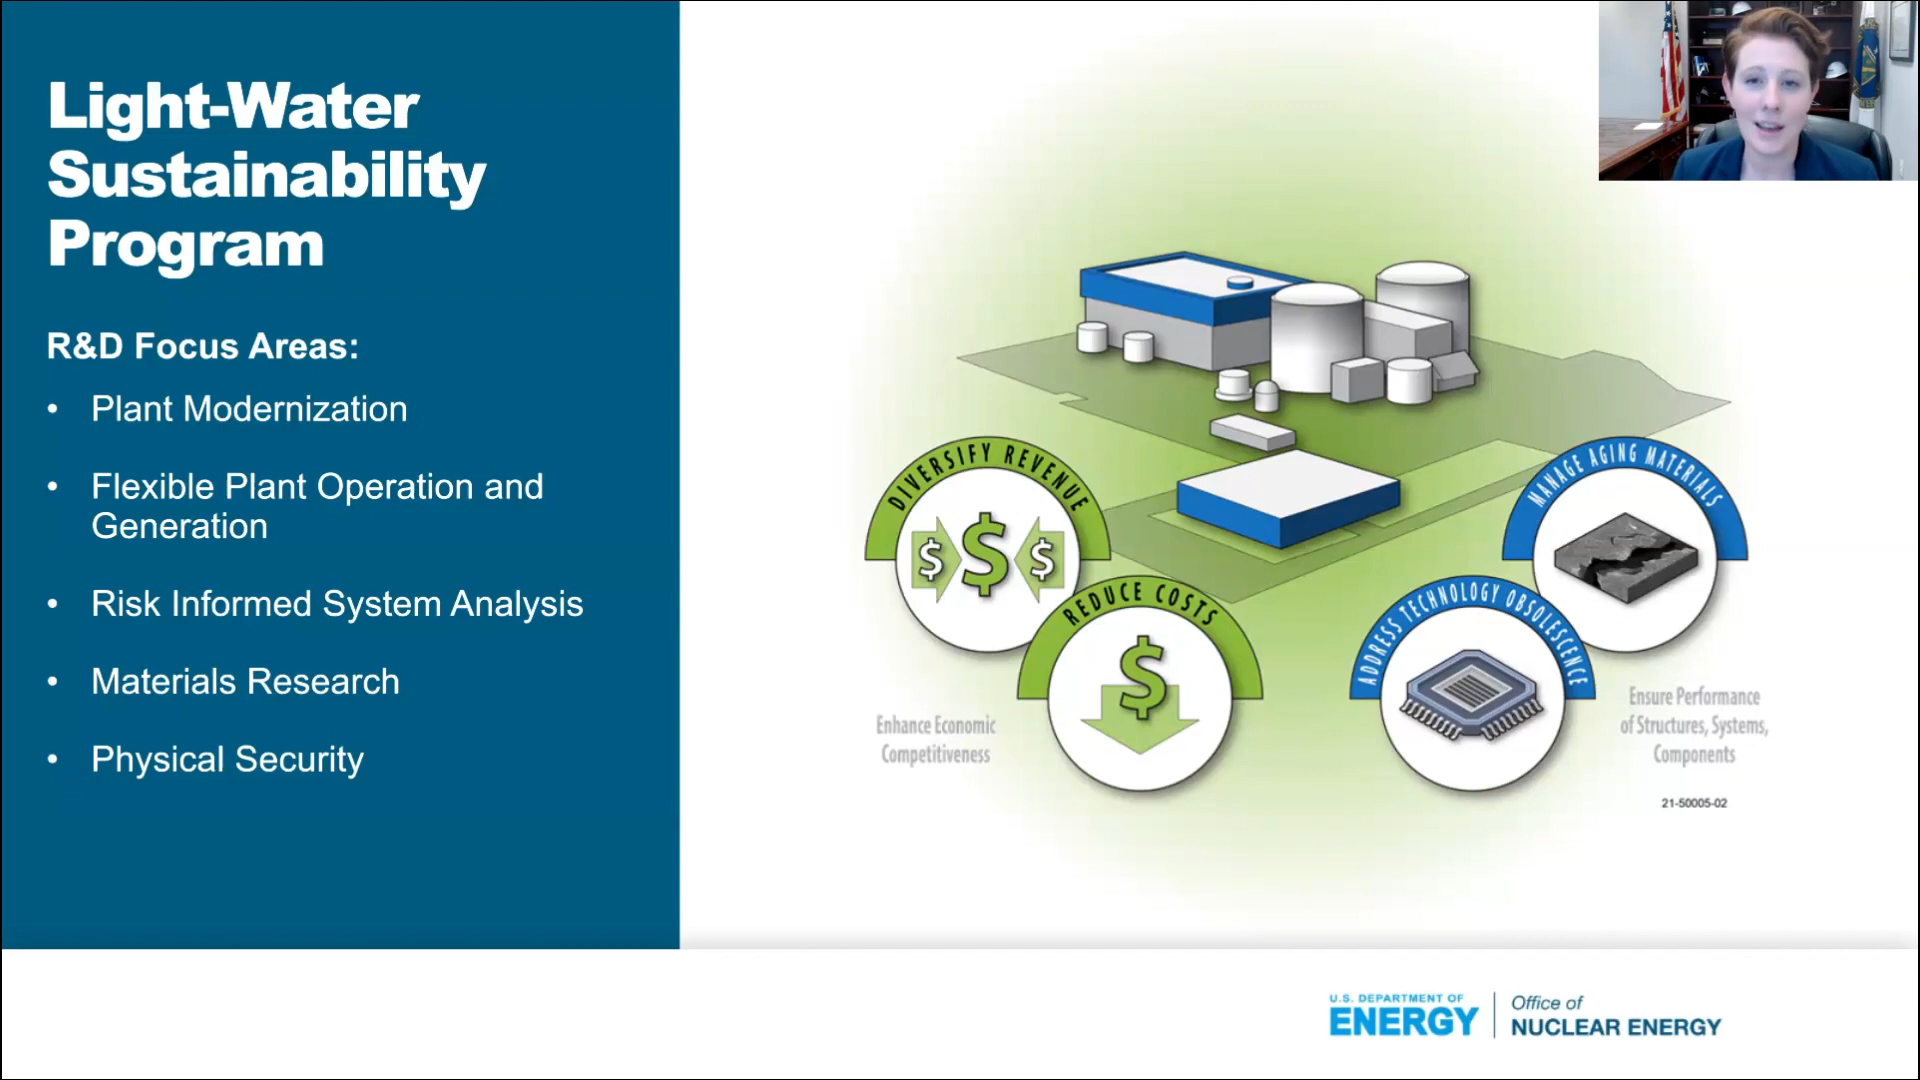 Light-Water
Sustainability
Program
R&D Focus Areas:
• Plant Modernization
• Flexible Plant Operation and
Generation
• Risk Informed System Analysis
• Materials Research
• Physical Security
DIVERSIFY REVENUE
$ $ $
REDUCE COSTS
$
Enhance Economic
Competitiveness
MANAGE AGING MATERIALS
ADDRESS TECHNOLOGY OBSOLESCENCE
Ensure Performance
of Structures, Systems,
Components
21-50005-02
U.S. DEPARTMENT OF
ENERGY
Office of
NUCLEAR ENERGY